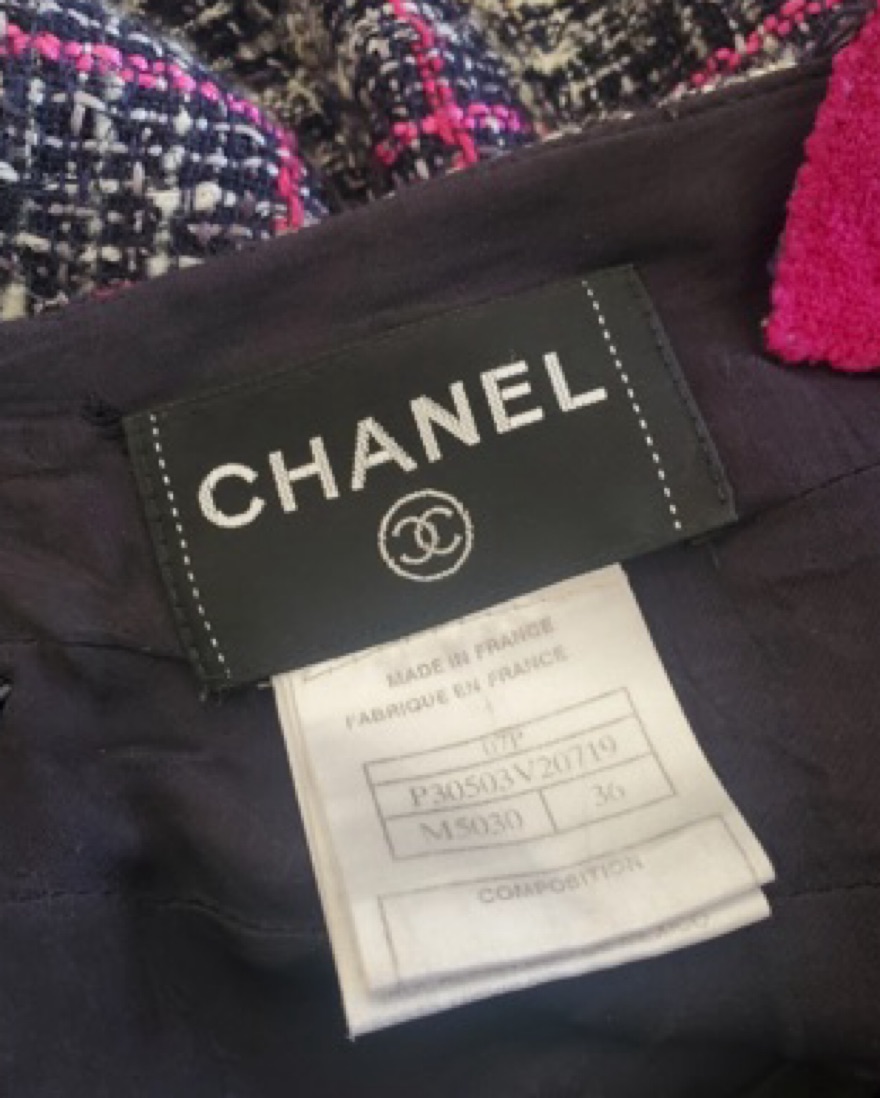 CHANEL
MADE IN FRANCE
FABRIQUE EN FRANCE
07P
P30503V20719
M5030 36
COMPOSITION